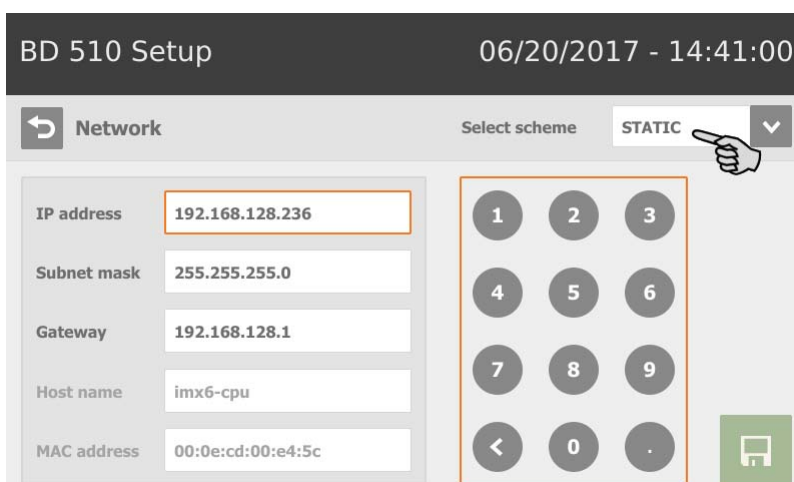 BD 510 Setup 06/20/2017 - 14:41:00
Network Select scheme STATIC
IP address 192.168.128.236
Subnet mask 255.255.255.0
Gateway 192.168.128.1
Host name imx6-cpu
MAC address 00:0e:cd:00:e4:5c
1 2 3
4 5 6
7 8 9
< 0 .